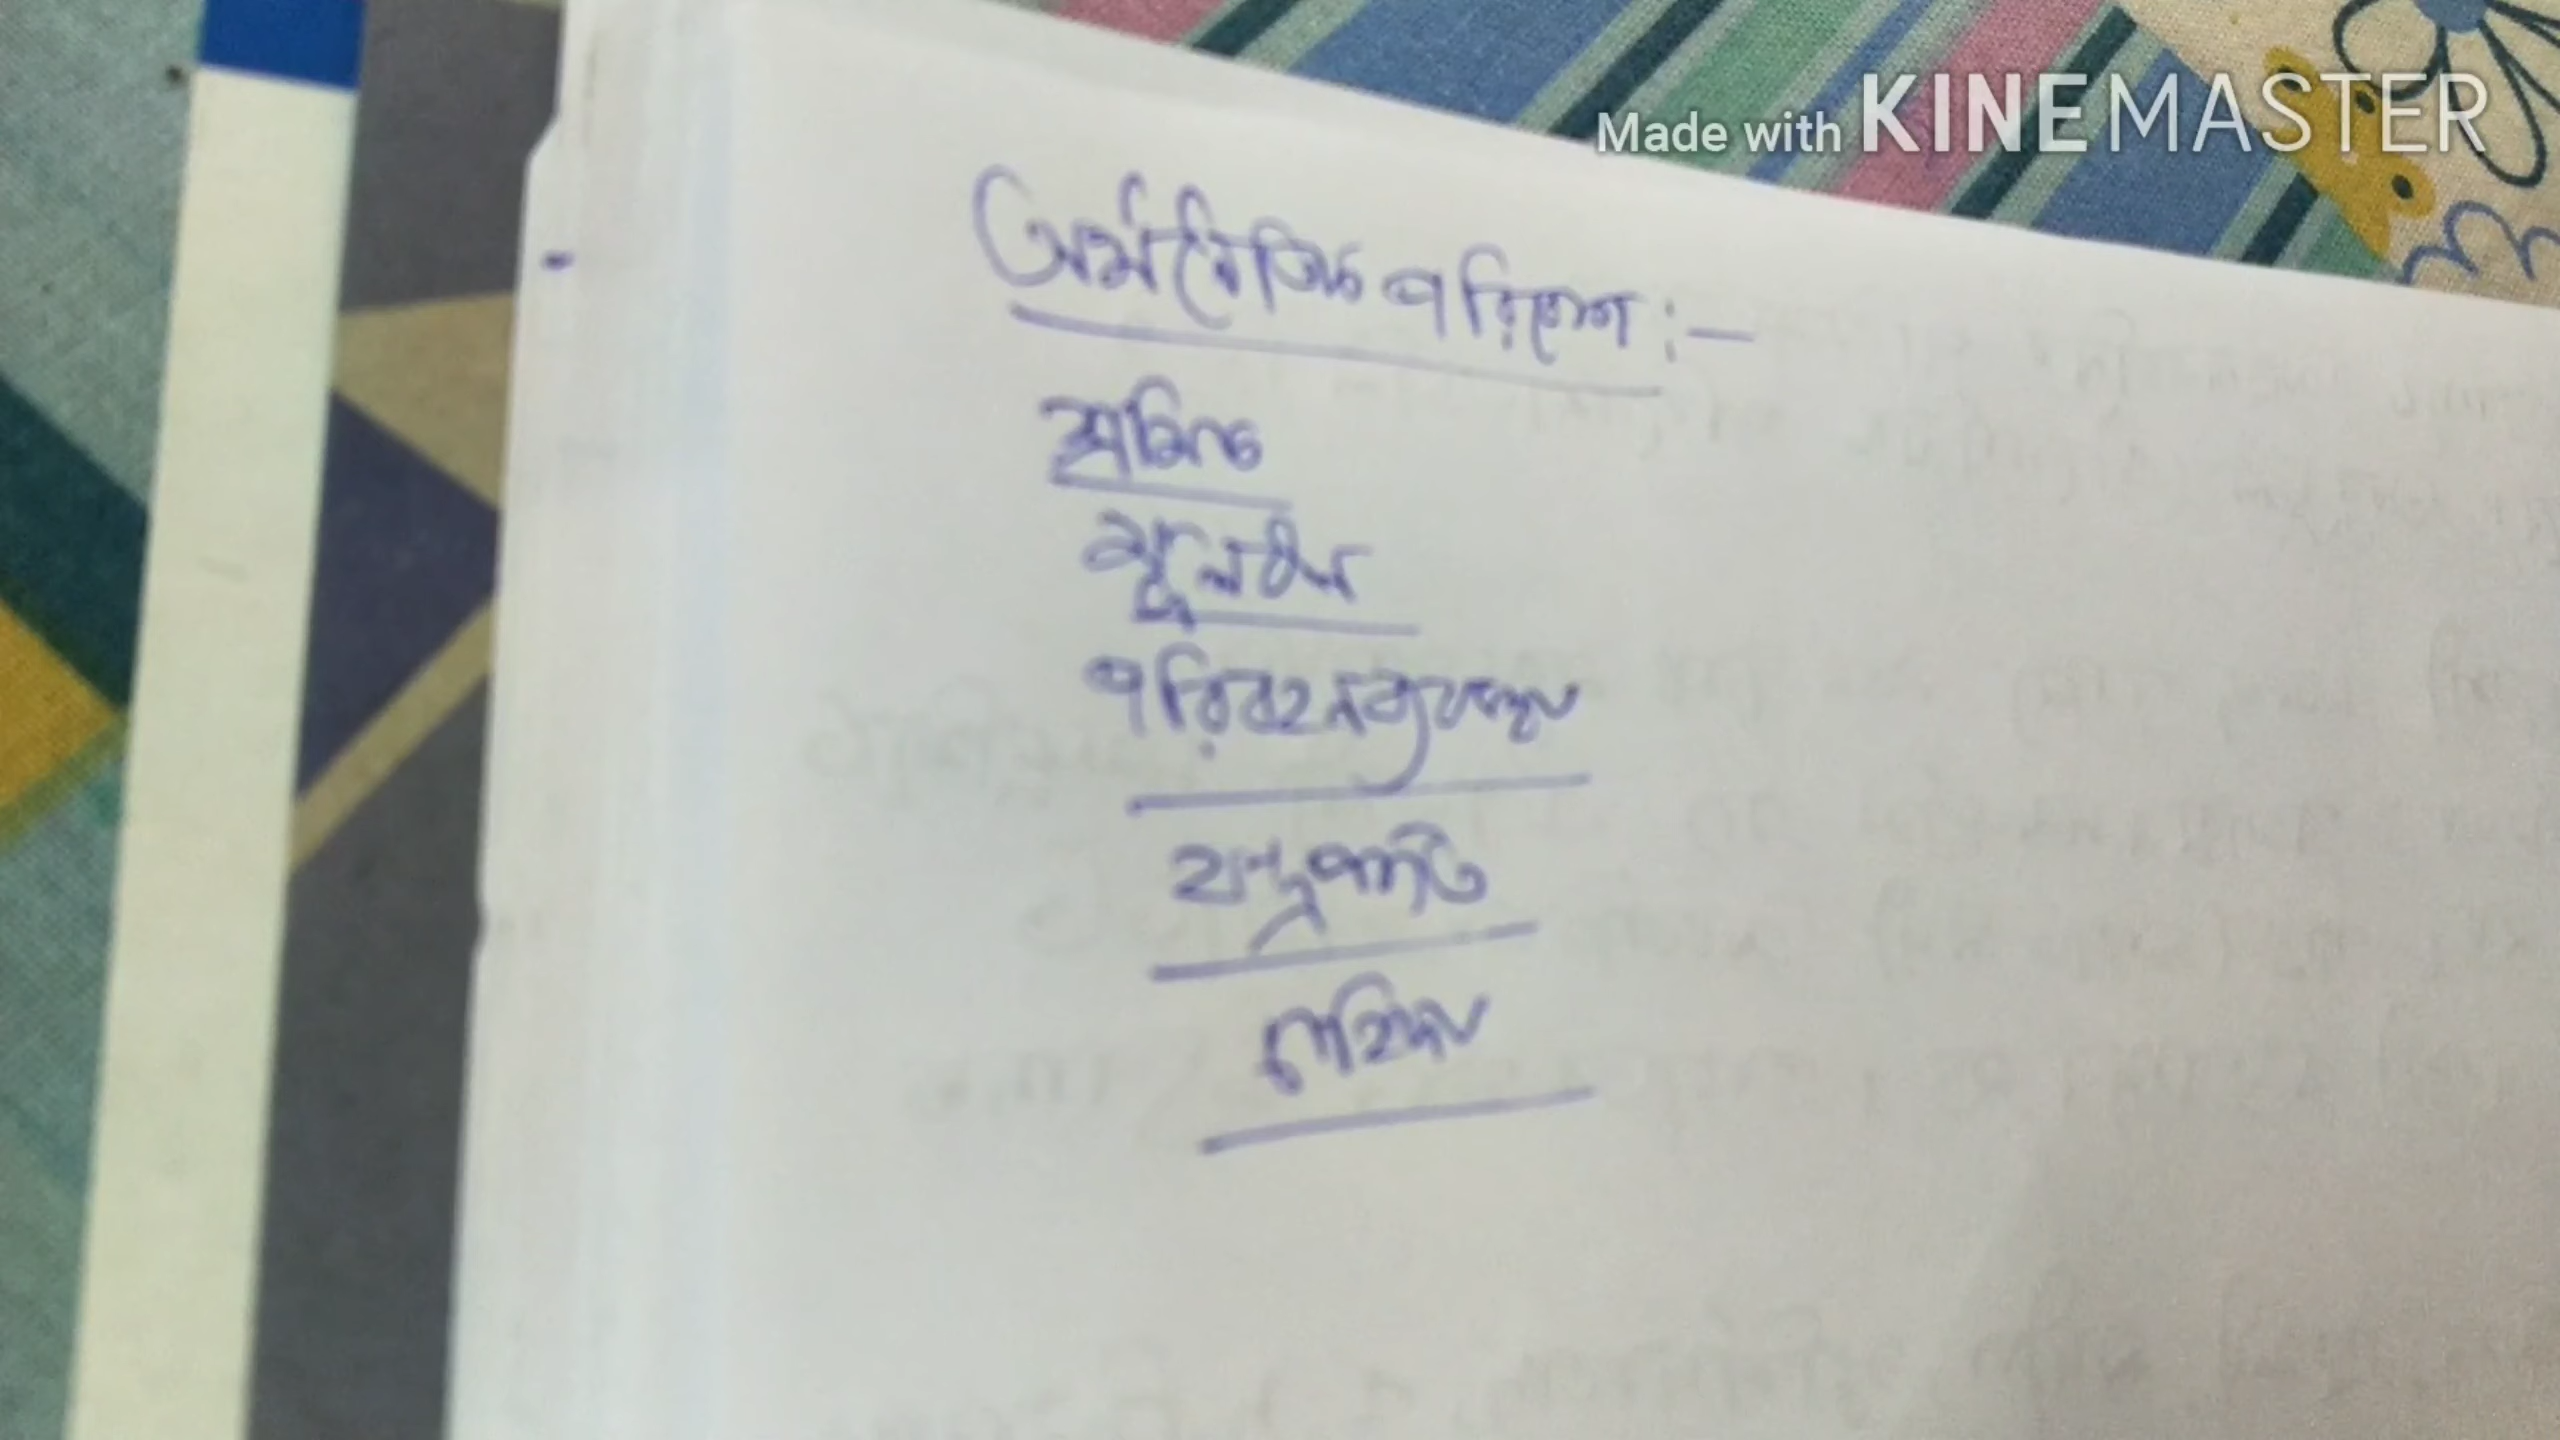 Made with KINEMASTER
অর্থনৈতিক পরিবেশ :-
শ্রমিক
মূলধন
পরিবহনব্যবস্থা
যন্ত্রপাতি
চাহিদা